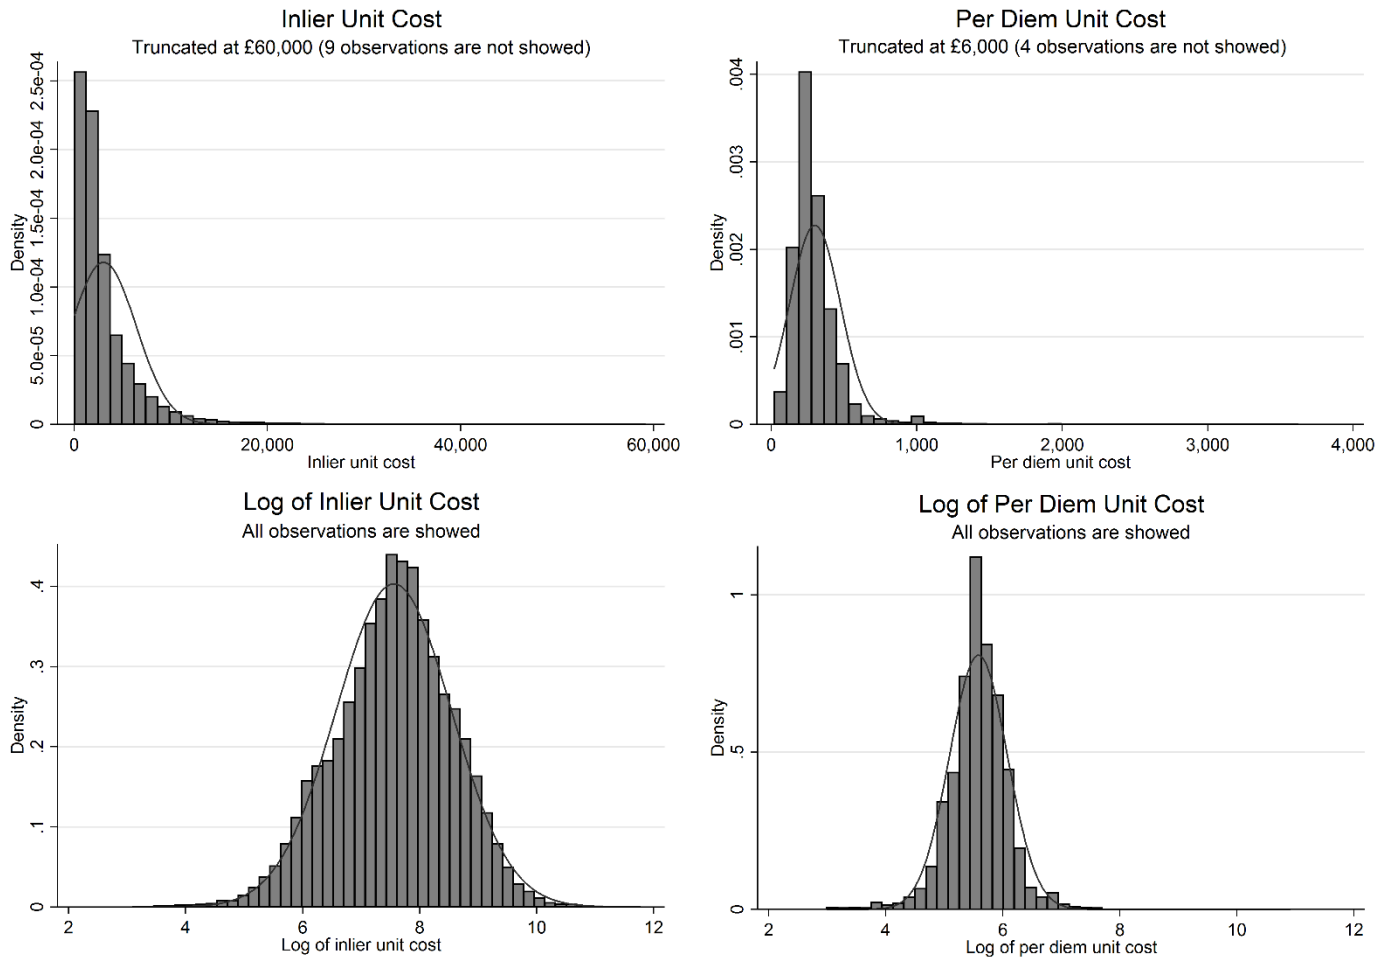 Inlier Unit Cost
Truncated at £60,000 (9 observations are not showed)
Density
0
5.0e-05
1.0e-04
1.5e-04
2.0e-04
2.5e-04
0 20,000 40,000 60,000
Inlier unit cost
Per Diem Unit Cost
Truncated at £6,000 (4 observations are not showed)
Density
0
.001
.002
.003
.004
0 1,000 2,000 3,000 4,000
Per diem unit cost
Log of Inlier Unit Cost
All observations are showed
Density
0
.1
.2
.3
.4
2 4 6 8 10 12
Log of inlier unit cost
Log of Per Diem Unit Cost
All observations are showed
Density
0
.5
1
2 4 6 8 10 12
Log of per diem unit cost